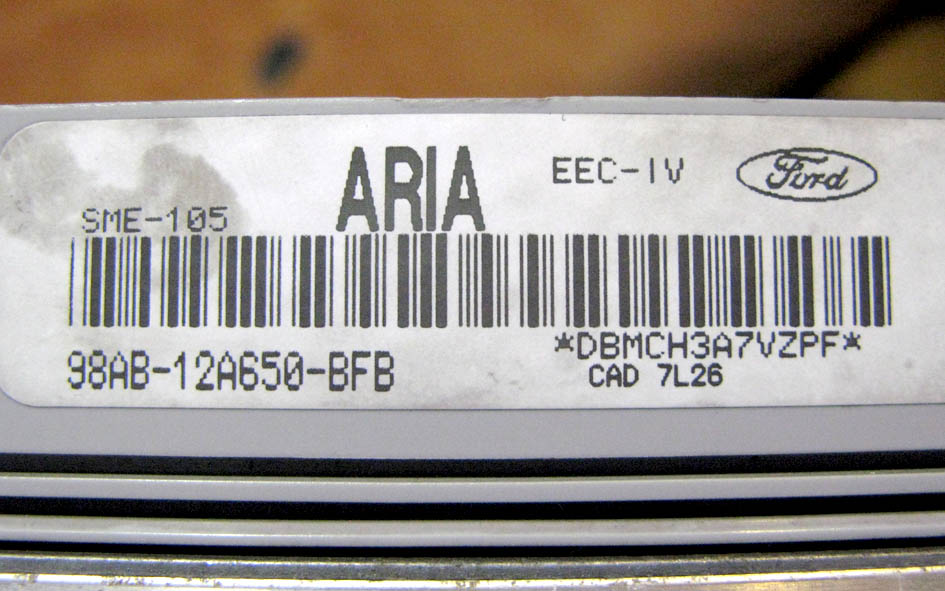 ARIA EEC-IV Ford
SME-105
*DBMCH3A7VZPF*
98AB-12A650-BFB
CAD 7L26